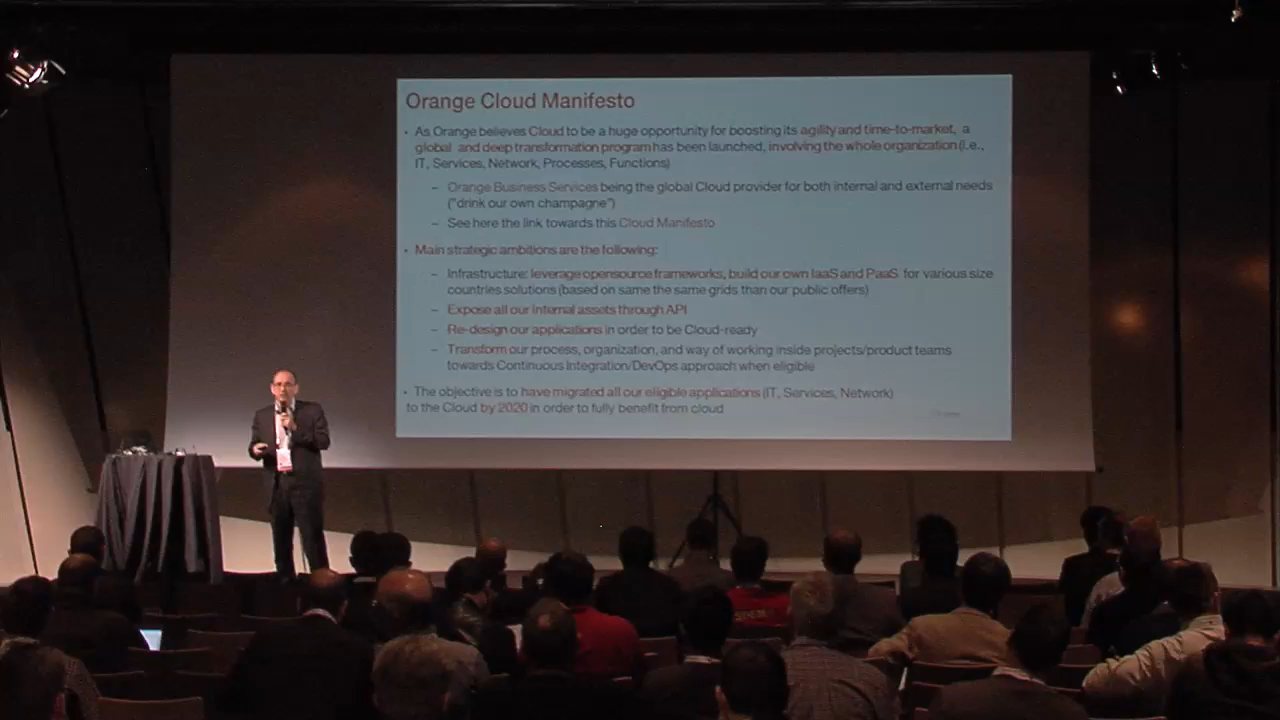 Orange Cloud Manifesto
• As Orange believes Cloud to be a huge opportunity for boosting its agility and time-to-market, a
global and deep transformation program has been launched, involving the whole organization (i.e.,
IT, Services, Network, Processes, Functions)
– Orange Business Services being the global Cloud provider for both internal and external needs
("drink our own champagne")
– See here the link towards this Cloud Manifesto
• Main strategic ambitions are the following:
– Infrastructure: leverage opensource frameworks, build our own IaaS and PaaS for various size
countries solutions (based on same the same grids than our public offers)
– Expose all our internal assets through API
– Re-design our applications in order to be Cloud-ready
– Transform our process, organization, and way of working inside projects/product teams
towards Continuous Integration/DevOps approach when eligible
• The objective is to have migrated all our eligible applications (IT, Services, Network)
to the Cloud by 2020 in order to fully benefit from cloud